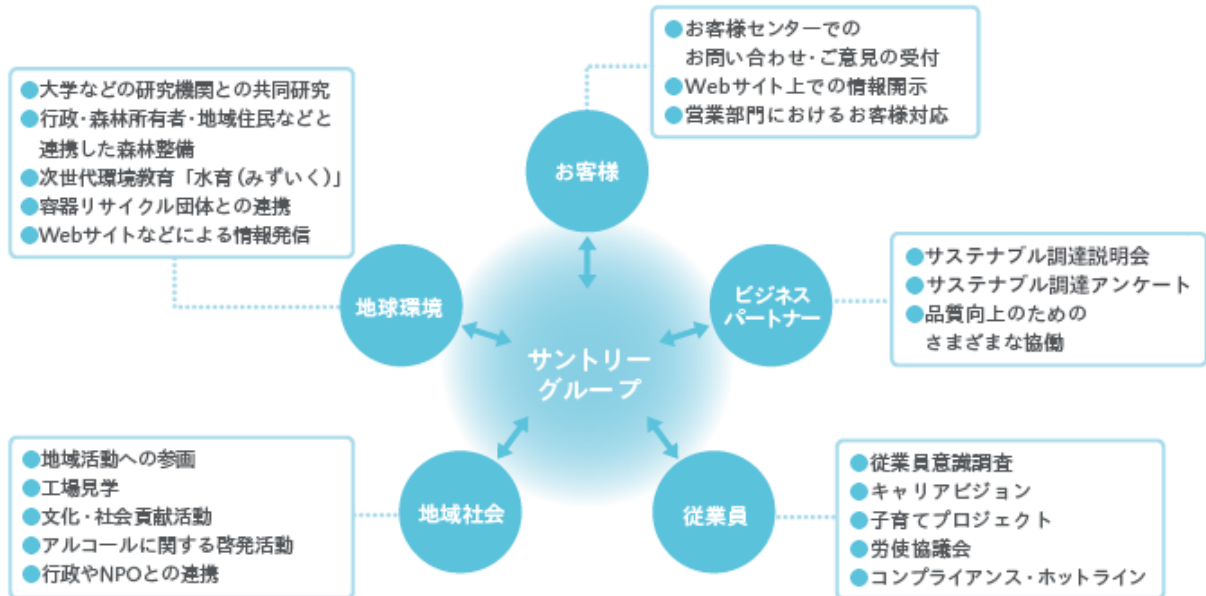 ●お客様センターでの
お問い合わせ・ご意見の受付
●Webサイト上での情報開示
●営業部門におけるお客様対応
お客様
●大学などの研究機関との共同研究
●行政・森林所有者・地域住民などと
連携した森林整備
●次世代環境教育「水育(みずいく)」
●容器リサイクル団体との連携
●Webサイトなどによる情報発信
地球環境
ビジネス
パートナー
●サステナブル調達説明会
●サステナブル調達アンケート
●品質向上のための
さまざまな協働
サントリー
グループ
●地域活動への参画
●工場見学
●文化・社会貢献活動
●アルコールに関する啓発活動
●行政やNPOとの連携
地域社会
従業員
●従業員意識調査
●キャリアビジョン
●子育てプロジェクト
●労使協議会
●コンプライアンス・ホットライン